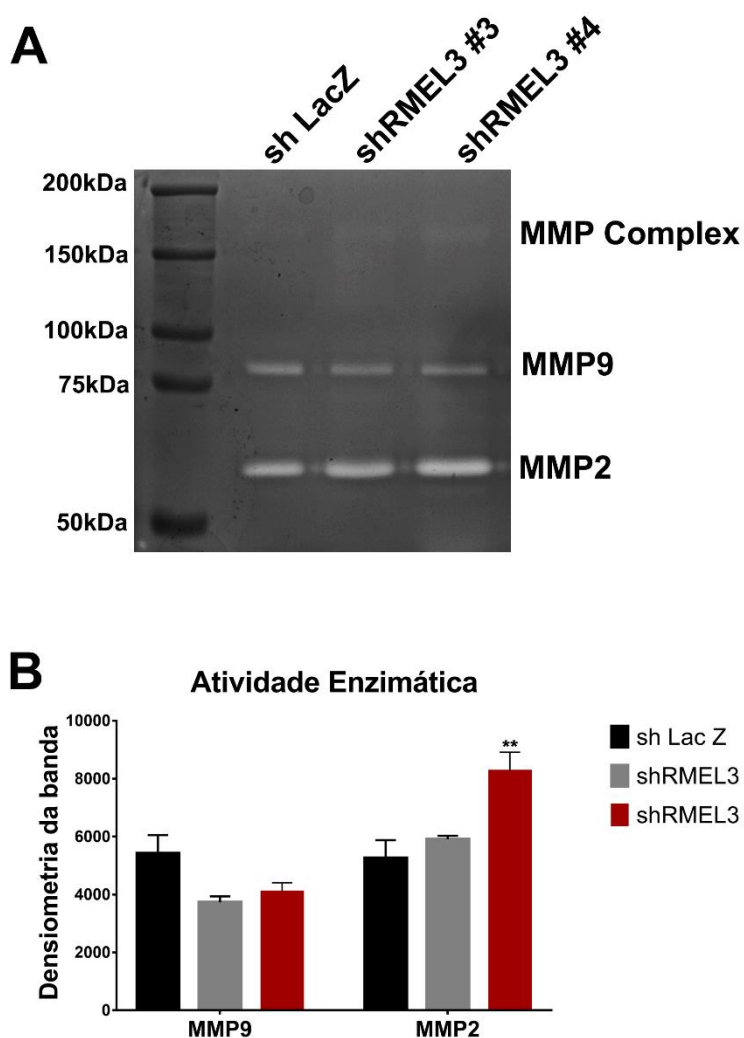 A
sh LacZ
shRMEL3 #3
shRMEL3 #4
200kDa
150kDa
100kDa
75kDa
50kDa
MMP Complex
MMP9
MMP2
B
Atividade Enzimática
Densiometria da banda
10000
8000
6000
4000
2000
0
**
MMP9
MMP2
sh Lac Z
shRMEL3
shRMEL3